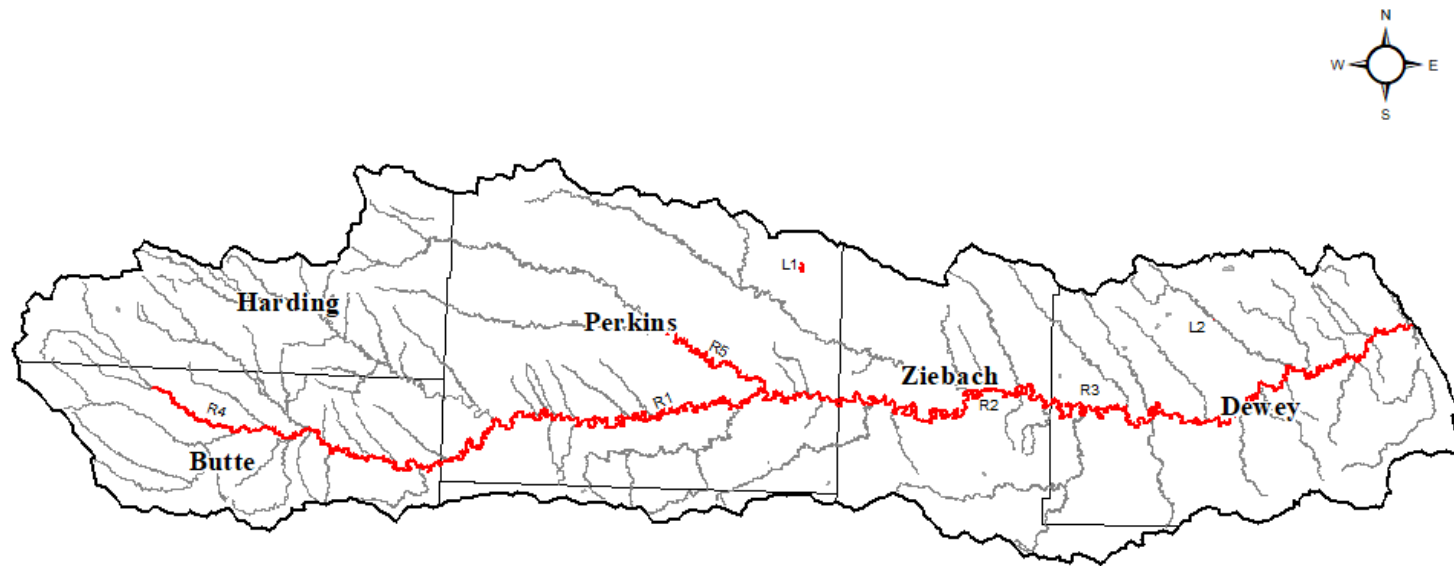 N
W E
S
L1
Harding
L2
Perkins
R5
Ziebach
R3
R1
R2
Dewey
R4
Butte